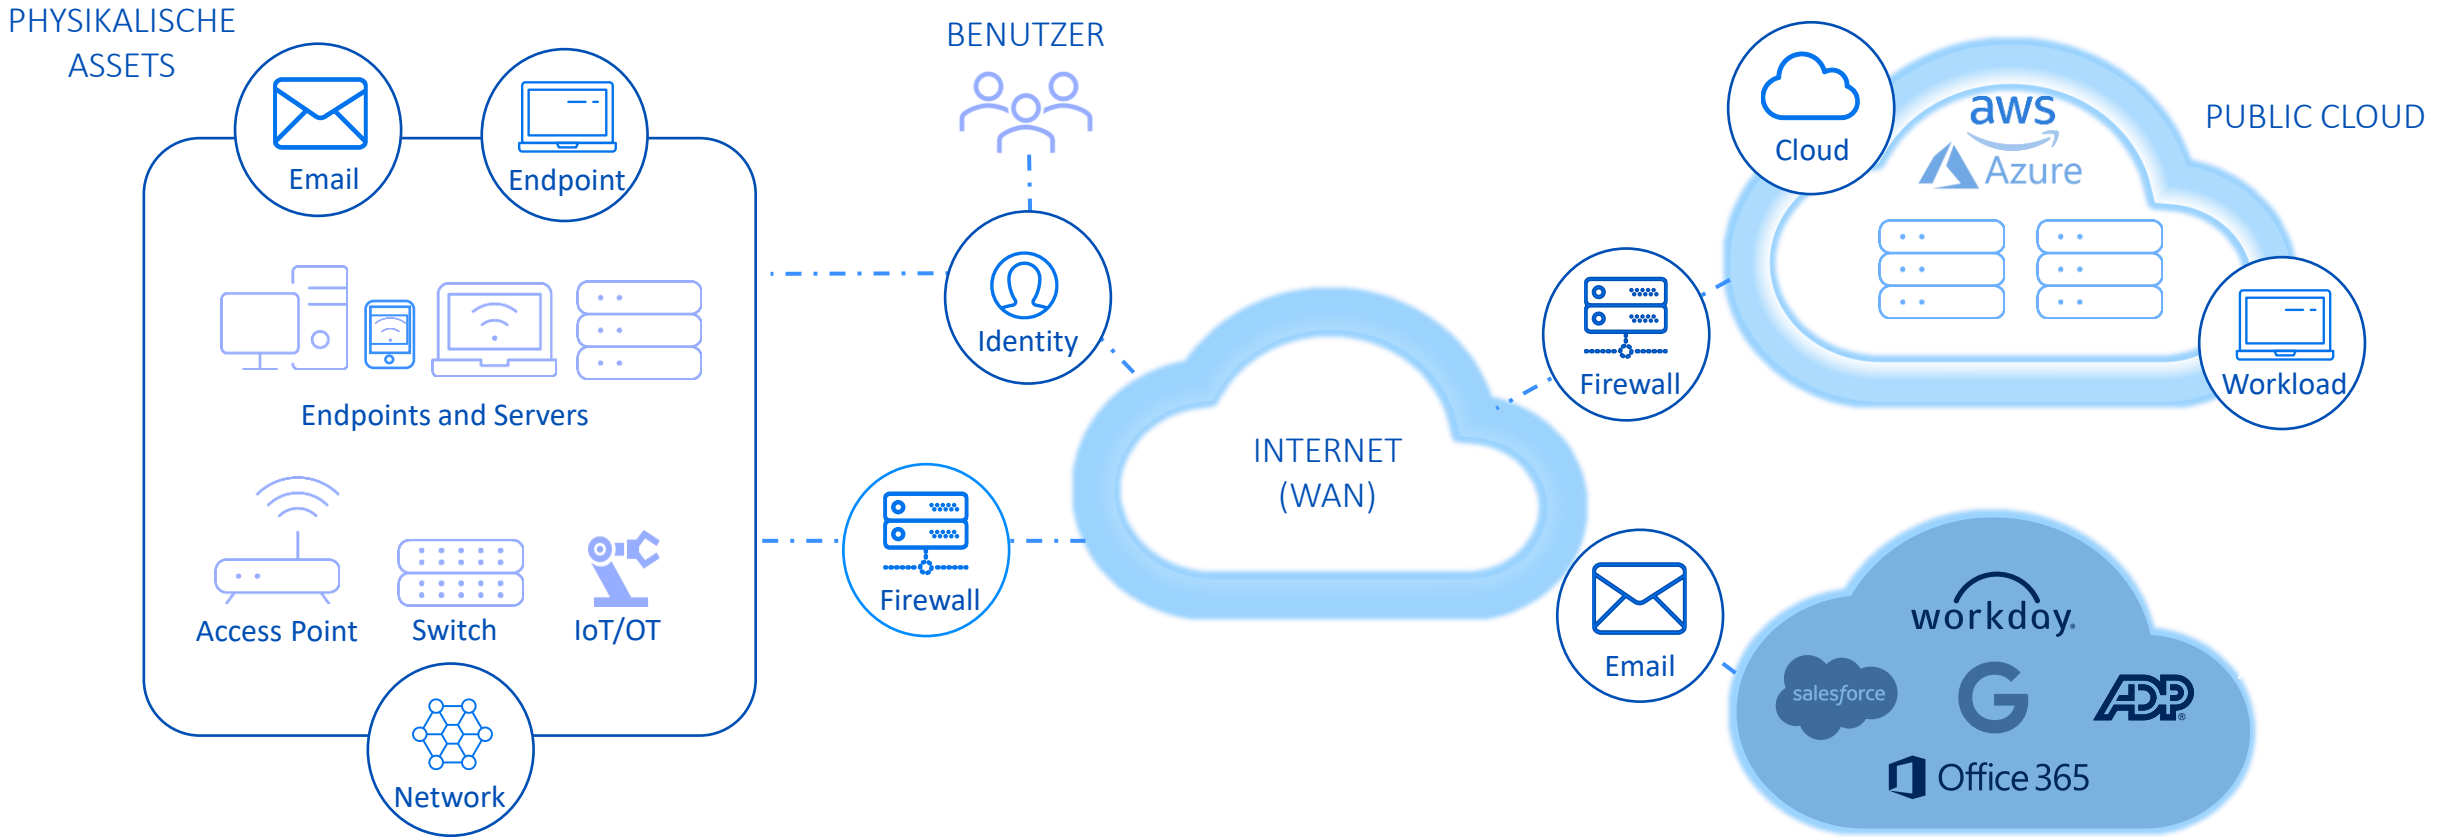 PHYSIKALISCHE
ASSETS
Email
Endpoint
Endpoints and Servers
Access Point
Switch
IoT/OT
Network
BENUTZER
Identity
Firewall
INTERNET
(WAN)
Firewall
Cloud
aws
Azure
PUBLIC CLOUD
Workload
Email
workday.
salesforce
G
ADP
Office 365